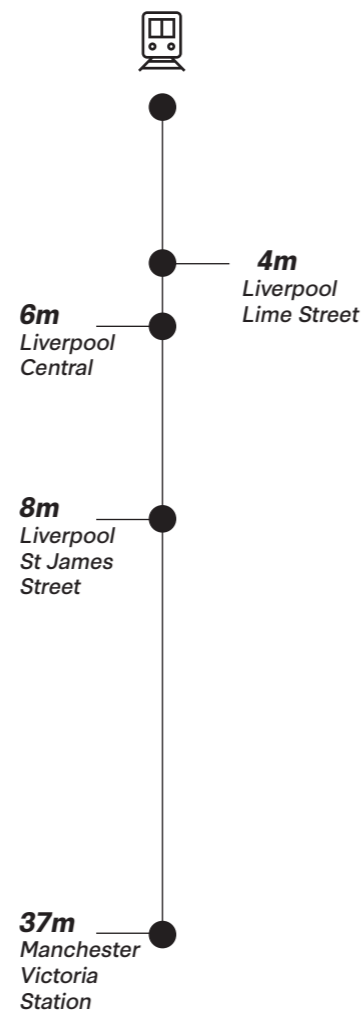 4m
Liverpool
Lime Street
6m
Liverpool
Central
8m
Liverpool
St James
Street
37m
Manchester
Victoria
Station